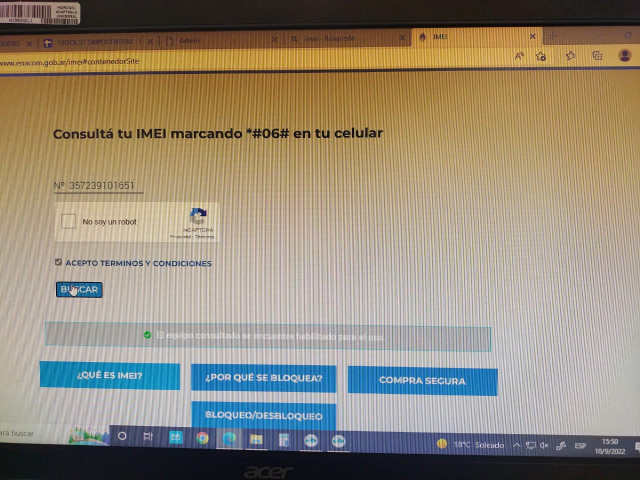 IMEI
www.enacom.gob.ar/imei#contenedorSite
Consultá tu IMEI marcando *#06# en tu celular
Nº 357239101651
No soy un robot
reCAPTCHA
Privacidad - Términos
ACEPTO TERMINOS Y CONDICIONES
BUSCAR
El equipo consultado se encuentra habilitado para el uso.
¿QUÉ ES IMEI?
¿POR QUÉ SE BLOQUEA?
COMPRA SEGURA
BLOQUEO/DESBLOQUEO
ara buscar
18°C Soleado
ESP
15:50
10/9/2022
acer